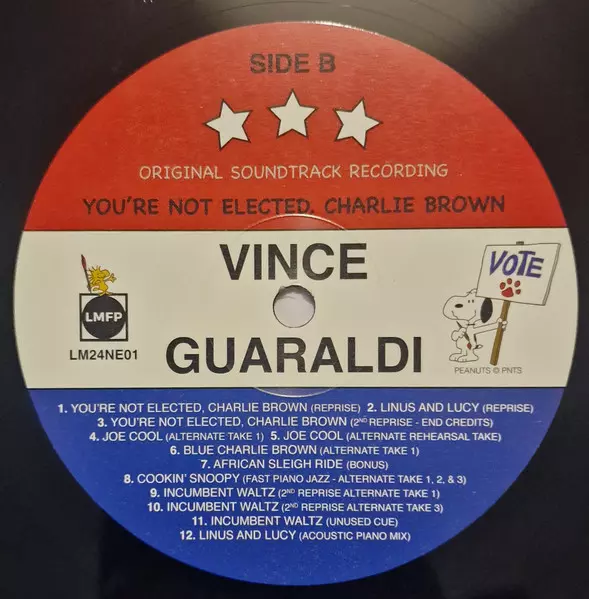 SIDE B
ORIGINAL SOUNDTRACK RECORDING
YOU'RE NOT ELECTED, CHARLIE BROWN
VINCE
GUARALDI
LMFP
LM24NE01
VOTE
PEANUTS © PNTS
1. YOU'RE NOT ELECTED, CHARLIE BROWN (REPRISE) 2. LINUS AND LUCY (REPRISE)
3. YOU'RE NOT ELECTED, CHARLIE BROWN (2ND REPRISE - END CREDITS)
4. JOE COOL (ALTERNATE TAKE 1) 5. JOE COOL (ALTERNATE REHEARSAL TAKE)
6. BLUE CHARLIE BROWN (ALTERNATE TAKE 1)
7. AFRICAN SLEIGH RIDE (BONUS)
8. COOKIN' SNOOPY (FAST PIANO JAZZ - ALTERNATE TAKE 1, 2, & 3)
9. INCUMBENT WALTZ (2ND REPRISE ALTERNATE TAKE 1)
10. INCUMBENT WALTZ (2ND REPRISE ALTERNATE TAKE 3)
11. INCUMBENT WALTZ (UNUSED CUE)
12. LINUS AND LUCY (ACOUSTIC PIANO MIX)